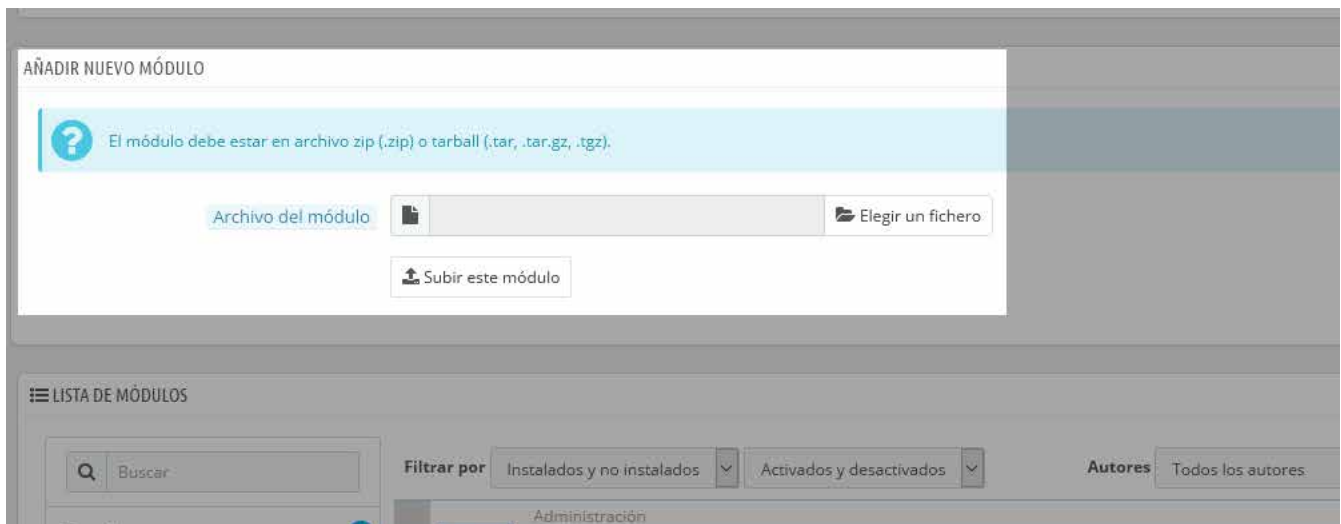 AÑADIR NUEVO MÓDULO
El módulo debe estar en archivo zip (.zip) o tarball (.tar, .tar.gz, .tgz).
Archivo del módulo
Elegir un fichero
Subir este módulo
LISTA DE MÓDULOS
Buscar
Filtrar por Instalados y no instalados Activados y desactivados Autores Todos los autores
Administración